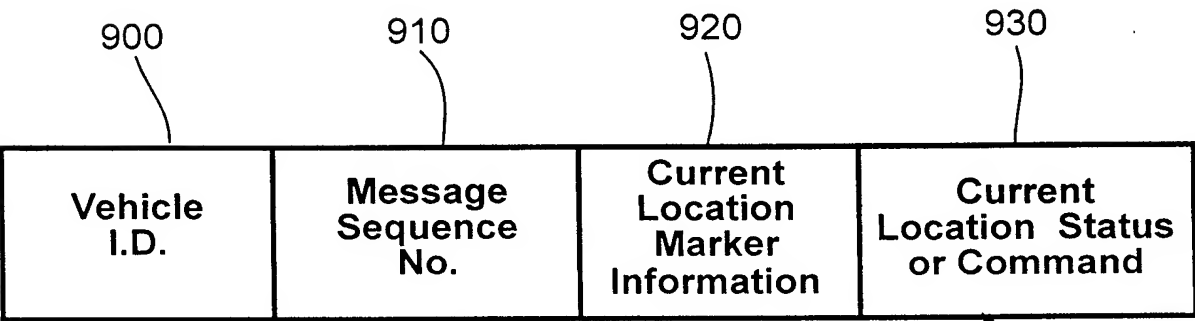 900 910 920 930
Vehicle
I.D.
Message
Sequence
No.
Current
Location
Marker
Information
Current
Location Status
or Command